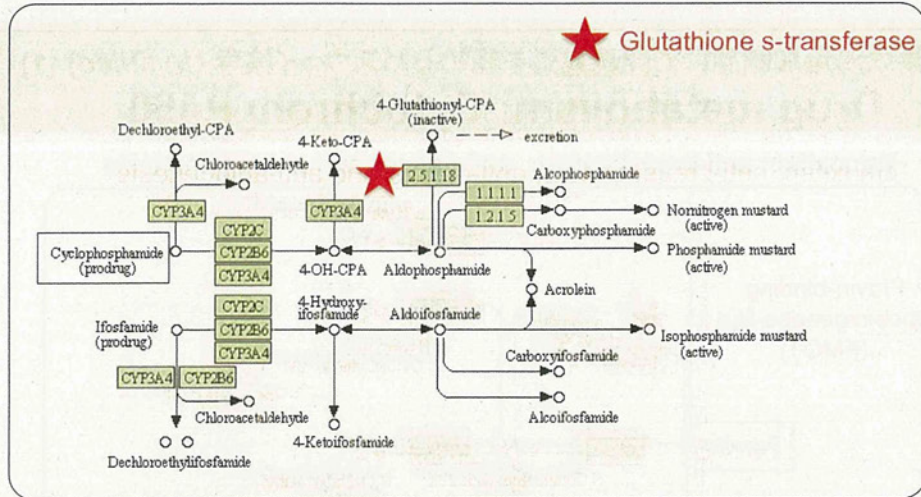 Glutathione s-transferase
4-Glutathionyl-CPA
(inactive)
excretion
Dechloroethyl-CPA
4-Keto-CPA
Chloroacetaldehyde
2.5.1.18
Alcophosphamide
1.1.1.1
CYP3A4
CYP3A4
1.2.1.5
Carboxyphosphamide
Nornitrogen mustard
(active)
CYP2C
Cyclophosphamide
(prodrug)
CYP2B6
CYP3A4
4-OH-CPA
Aldophosphamide
Phosphamide mustard
(active)
Acrolein
Ifosfamide
(prodrug)
CYP2C
CYP2B6
CYP3A4
4-Hydroxy-
ifosfamide
Aldoifosfamide
Isophosphamide mustard
(active)
CYP3A4
CYP2B6
Carboxyifosfamide
Chloroacetaldehyde
Alcoifosfamide
4-Ketoifosfamide
Dechloroethylifosfamide